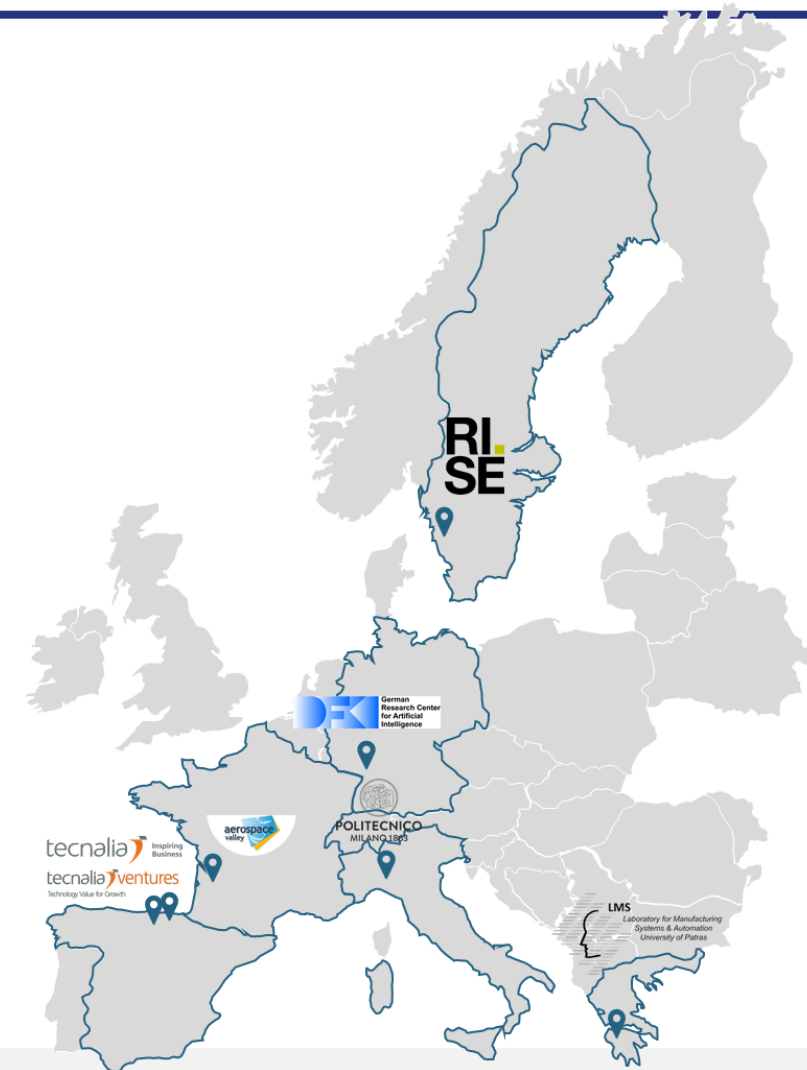 RI.
SE
DFKI
German
Research Center
for Artificial
Intelligence
POLITECNICO
MILANO 1863
aerospace
valley
tecnalia
Inspiring
Business
tecnalia ventures
Technology Value for Growth
LMS
Laboratory for Manufacturing
Systems & Automation
University of Patras